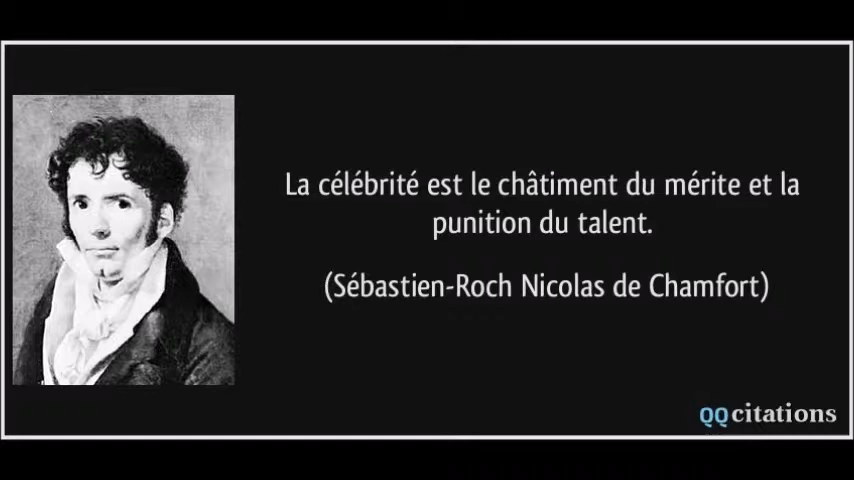 La célébrité est le châtiment du mérite et la
punition du talent.
(Sébastien-Roch Nicolas de Chamfort)
QQcitations